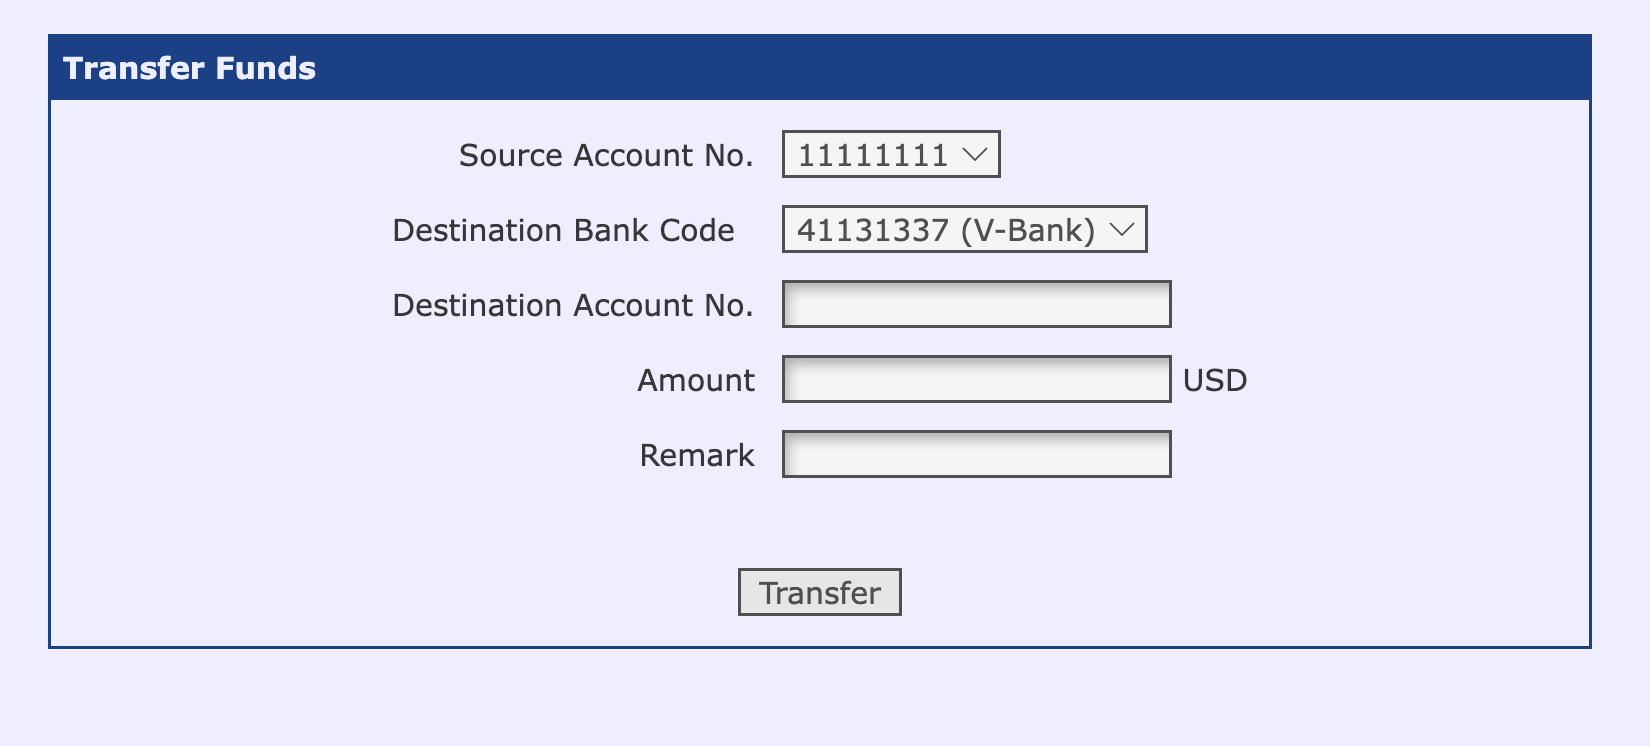 Transfer Funds
Source Account No. 11111111
Destination Bank Code 41131337 (V-Bank)
Destination Account No.
Amount USD
Remark
Transfer